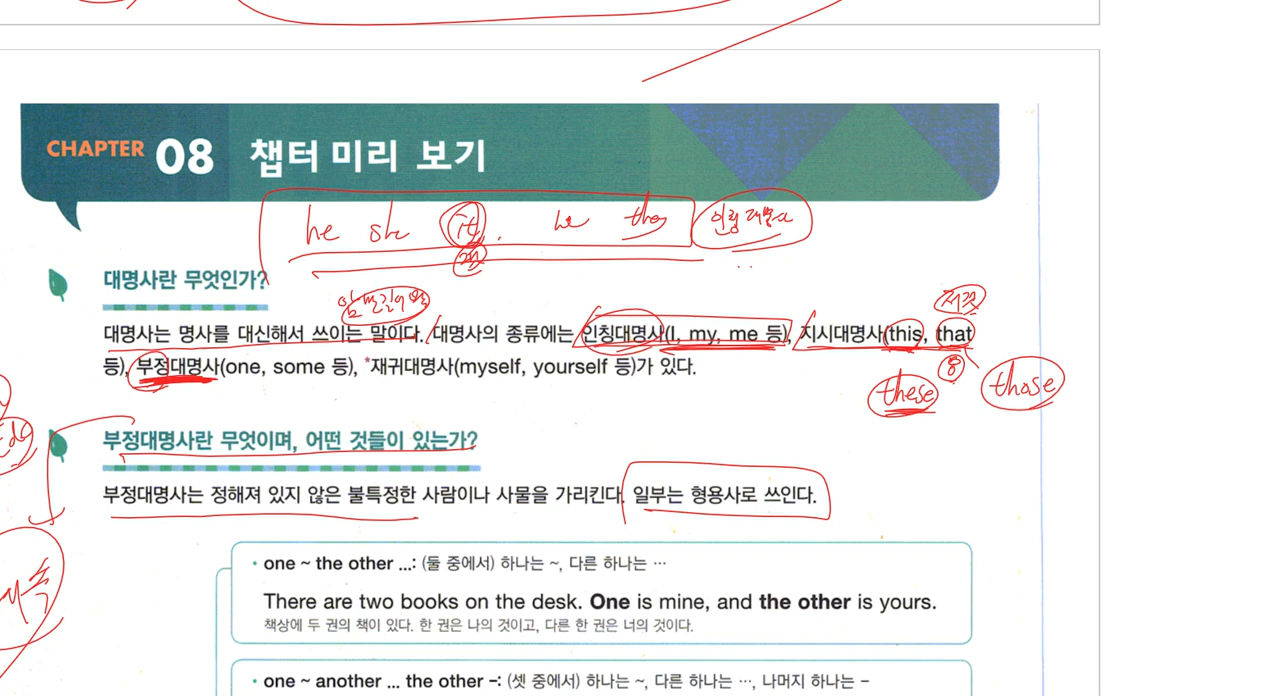 CHAPTER 08 챕터 미리 보기
he she it. we they 인칭대명사
대명사란 무엇인가?
저것
대명사는 명사를 대신해서 쓰이는 말이다. 대명사의 종류에는 인칭대명사(I, my, me 등), 지시대명사(this, that
등), 부정대명사(one, some 등), *재귀대명사(myself, yourself 등)가 있다.
these those
부정대명사란 무엇이며, 어떤 것들이 있는가?
부정대명사는 정해져 있지 않은 불특정한 사람이나 사물을 가리킨다. 일부는 형용사로 쓰인다.
• one ~ the other ...: (둘 중에서) 하나는 ~, 다른 하나는 ···
There are two books on the desk. One is mine, and the other is yours.
책상에 두 권의 책이 있다. 한 권은 나의 것이고, 다른 한 권은 너의 것이다.
• one ~ another ... the other –: (셋 중에서) 하나는 ~, 다른 하나는 ···, 나머지 하나는 –